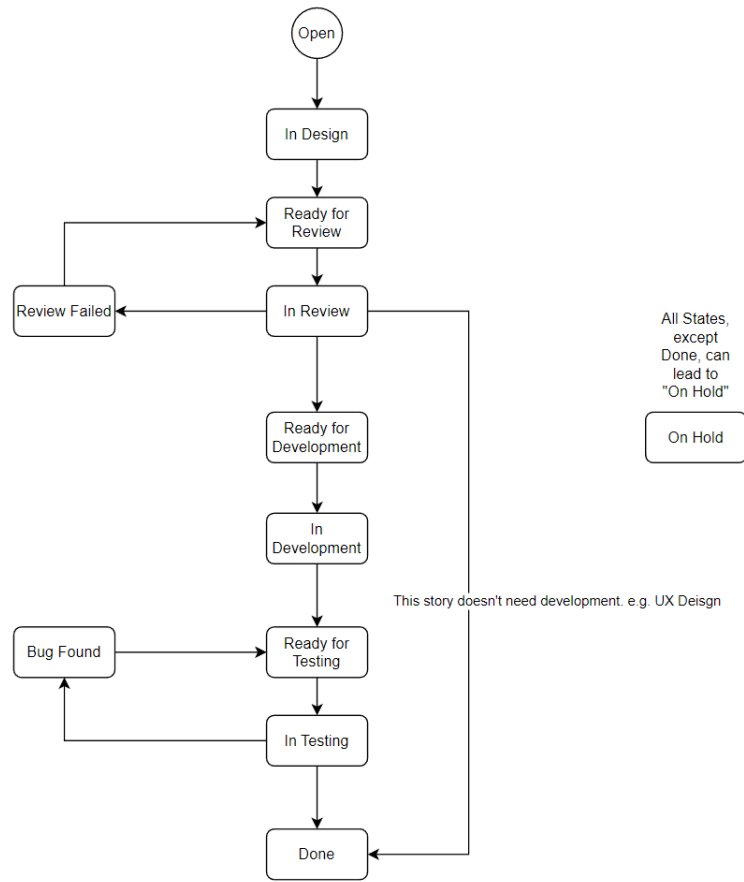 Open
In Design
Ready for
Review
Review Failed
In Review
All States,
except
Done, can
lead to
"On Hold"
Ready for
Development
On Hold
In
Development
This story doesn't need development. e.g. UX Deisgn
Bug Found
Ready for
Testing
In Testing
Done